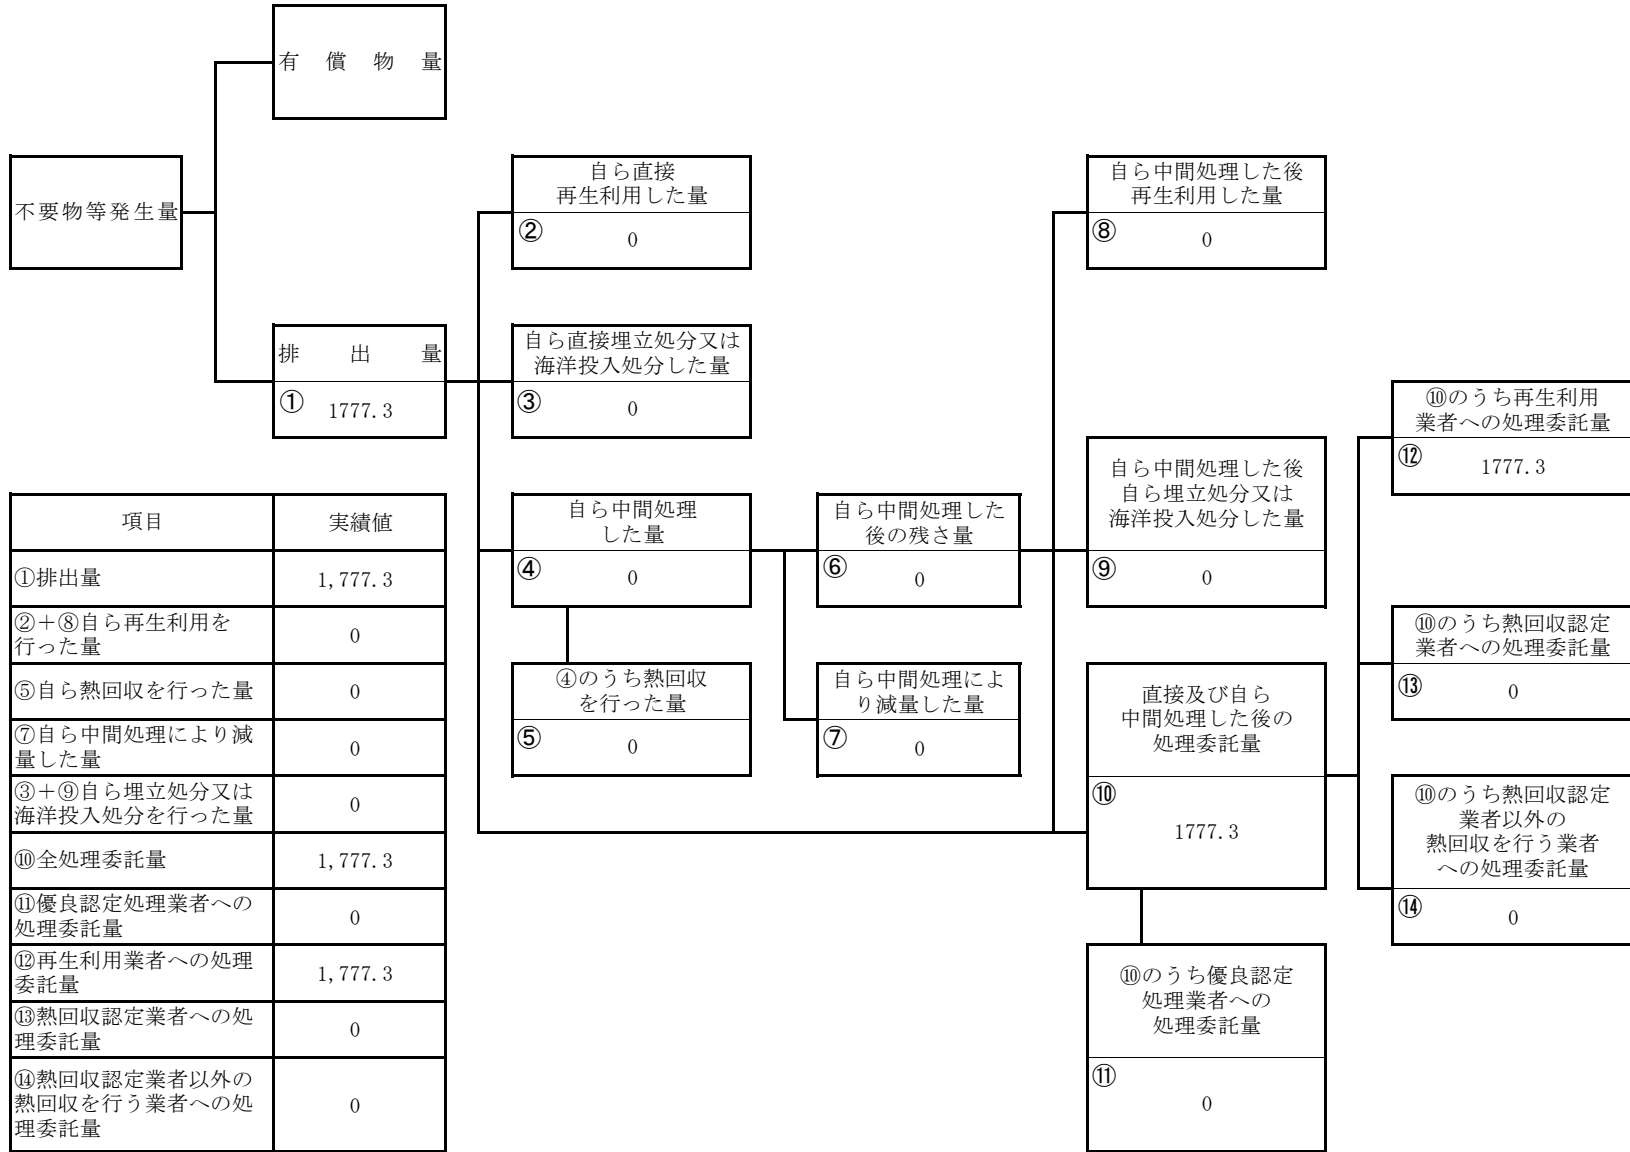 有償物量
不要物等発生量
自ら直接
再生利用した量
② 0
自ら中間処理した後
再生利用した量
⑧ 0
排出量
① 1777.3
自ら直接埋立処分又は
海洋投入処分した量
③ 0
⑩のうち再生利用
業者への処理委託量
⑫ 1777.3
自ら中間処理した後
自ら埋立処分又は
海洋投入処分した量
⑨ 0
自ら中間処理
した量
④ 0
自ら中間処理した
後の残さ量
⑥ 0
④のうち熱回収
を行った量
⑤ 0
自ら中間処理によ
り減量した量
⑦ 0
直接及び自ら
中間処理した後の
処理委託量
⑩
1777.3
⑩のうち熱回収認定
業者への処理委託量
⑬ 0
⑩のうち熱回収認定
業者以外の
熱回収を行う業者
への処理委託量
⑭ 0
⑩のうち優良認定
処理業者への
処理委託量
⑪
0
項目 実績値
①排出量 1,777.3
②+⑧自ら再生利用を
行った量 0
⑤自ら熱回収を行った量 0
⑦自ら中間処理により減
量した量 0
③+⑨自ら埋立処分又は
海洋投入処分を行った量 0
⑩全処理委託量 1,777.3
⑪優良認定処理業者への
処理委託量 0
⑫再生利用業者への処理
委託量 1,777.3
⑬熱回収認定業者への処
理委託量 0
⑭熱回収認定業者以外の
熱回収を行う業者への処
理委託量 0